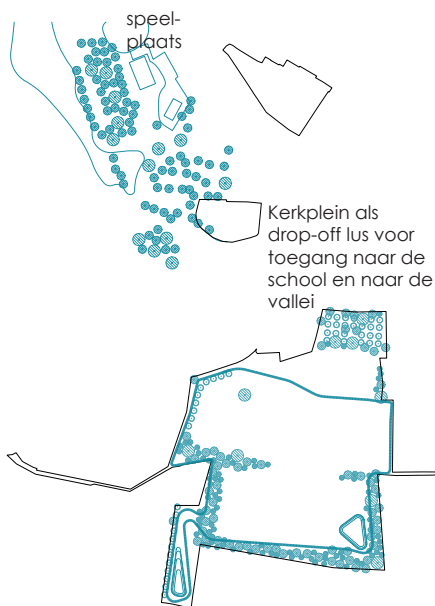 speel-
plaats
Kerkplein als
drop-off lus voor
toegang naar de
school en naar de
vallei